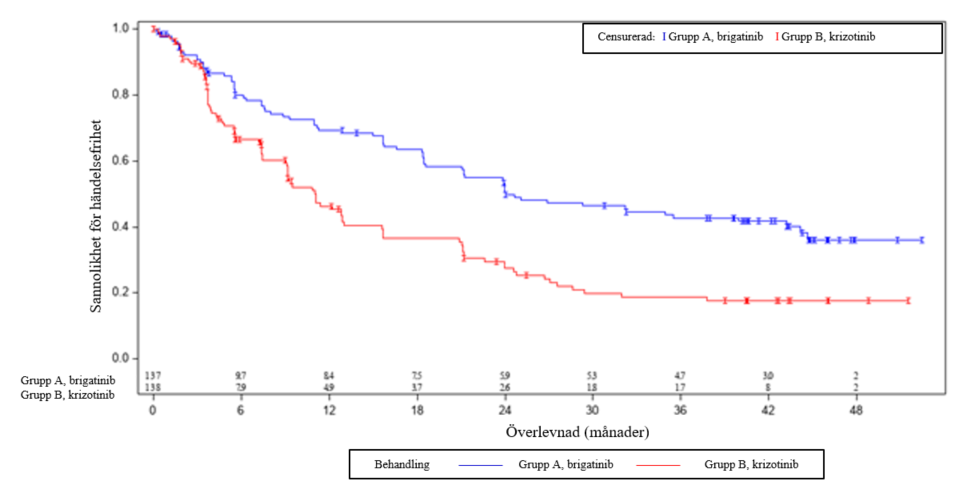 Censurerad: Grupp A, brigatinib Grupp B, krizotinib
1.0
0.8
0.6
0.4
0.2
0.0
Sannolikhet för händelsefrihet
Grupp A, brigatinib 137 97 84 75 59 53 47 30 2
Grupp B, krizotinib 138 79 49 37 26 18 17 8 2
0 6 12 18 24 30 36 42 48
Överlevnad (månader)
Behandling Grupp A, brigatinib Grupp B, krizotinib